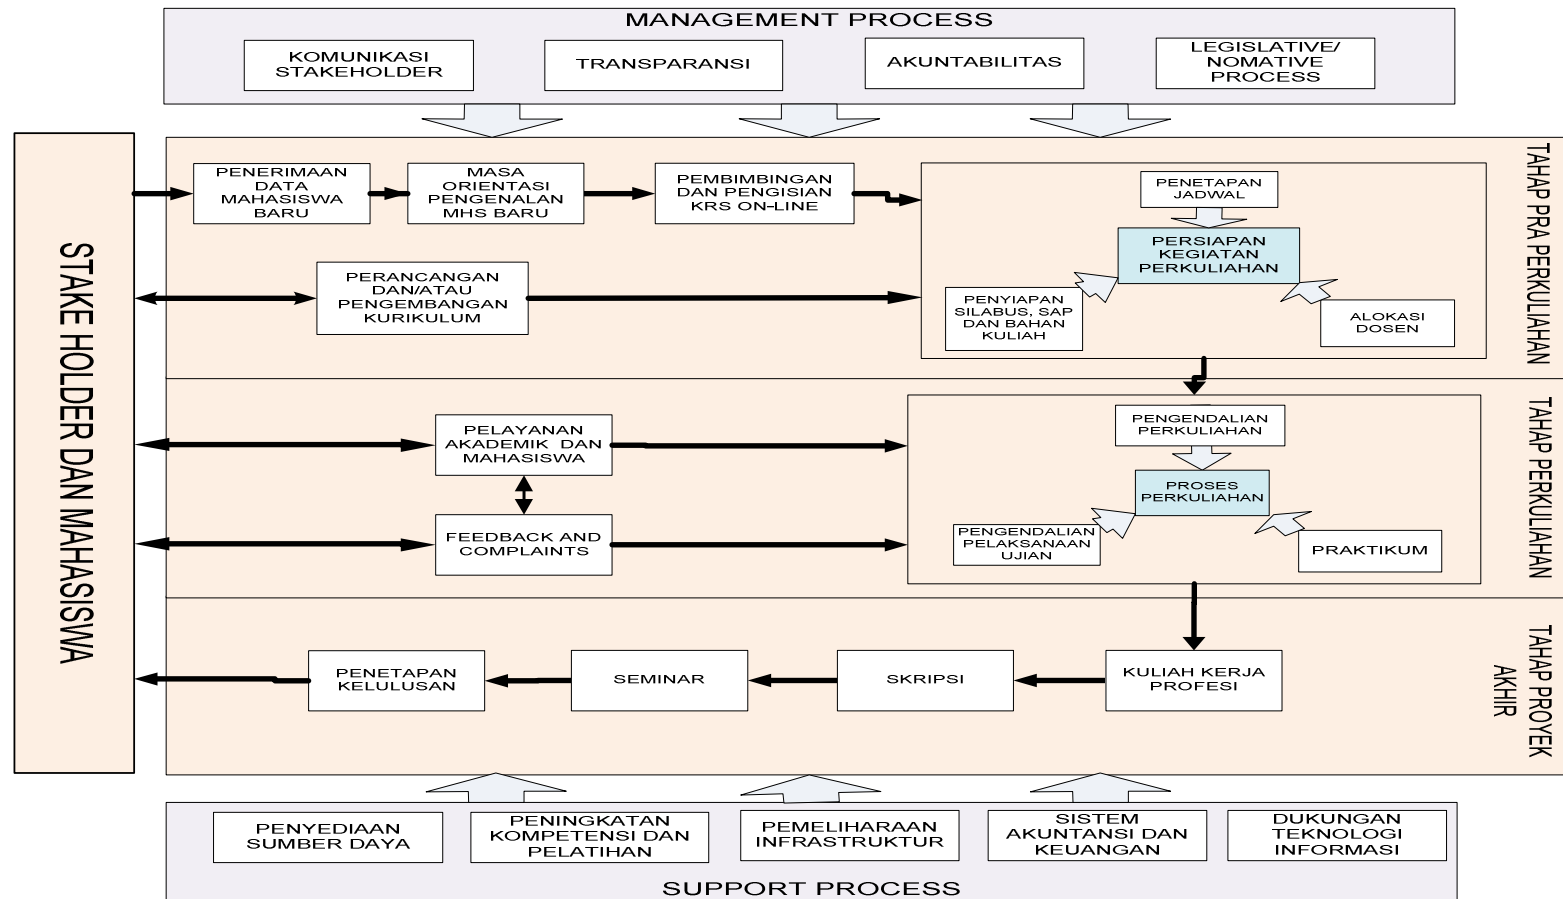 MANAGEMENT PROCESS
KOMUNIKASI
STAKEHOLDER
TRANSPARANSI
AKUNTABILITAS
LEGISLATIVE/
NOMATIVE
PROCESS
STAKE HOLDER DAN MAHASISWA
PENERIMAAN
DATA
MAHASISWA
BARU
MASA
ORIENTASI
PENGENALAN
MHS BARU
PEMBIMBINGAN
DAN PENGISIAN
KRS ON-LINE
PENETAPAN
JADWAL
PERSIAPAN
KEGIATAN
PERKULIAHAN
PENYIAPAN
SILABUS, SAP
DAN BAHAN
KULIAH
ALOKASI
DOSEN
PERANCANGAN
DAN/ATAU
PENGEMBANGAN
KURIKULUM
TAHAP PRA PERKULIAHAN
PELAYANAN
AKADEMIK DAN
MAHASISWA
FEEDBACK AND
COMPLAINTS
PENGENDALIAN
PERKULIAHAN
PROSES
PERKULIAHAN
PENGENDALIAN
PELAKSANAAN
UJIAN
PRAKTIKUM
TAHAP PERKULIAHAN
PENETAPAN
KELULUSAN
SEMINAR
SKRIPSI
KULIAH KERJA
PROFESI
TAHAP PROYEK
AKHIR
PENYEDIAAN
SUMBER DAYA
PENINGKATAN
KOMPETENSI DAN
PELATIHAN
PEMELIHARAAN
INFRASTRUKTUR
SISTEM
AKUNTANSI DAN
KEUANGAN
DUKUNGAN
TEKNOLOGI
INFORMASI
SUPPORT PROCESS